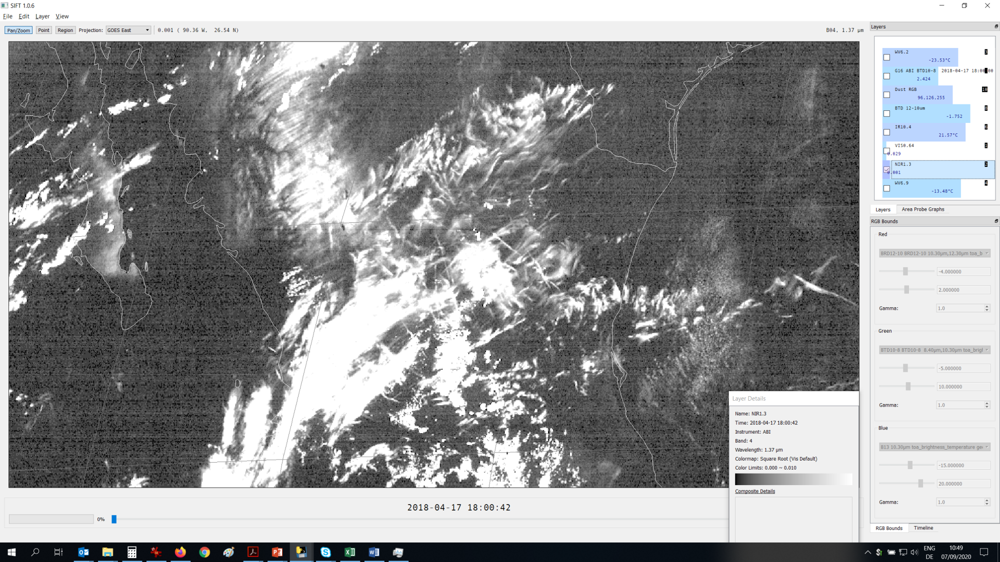 SIFT 1.0.6
File Edit Layer View
Pan/Zoom Point Region Projection: GOES East 0.001 ( 90.36 W, 26.54 N) B04, 1.37 µm
Layers
WV6.2 3
-23.53°C
G16 ABI BTD10-8 2018-04-17 18:00 00
2.424
Dust RGB 10
96,126,255
BTD 12-10um 8
-1.752
IR10.4 6
21.57°C
VIS0.64 1
0.029
NIR1.3 2
0.001
WV6.9 4
-13.48°C
Layers Area Probe Graphs
RGB Bounds
Red
BRD12-10 BRD12-10 10.30µm,12.30µm toa_b
-4.000000
2.000000
Gamma: 1.0
Green
BTD10-8 BTD10-8 8.40µm,10.30µm toa_brigl
-5.000000
10.000000
Gamma: 1.0
Blue
B13 10.30µm toa_brightness_temperature ge
-15.000000
20.000000
Gamma: 1.0
RGB Bounds Timeline
Layer Details
Name: NIR1.3
Time: 2018-04-17 18:00:42
Instrument: ABI
Band: 4
Wavelength: 1.37 µm
Colormap: Square Root (Vis Default)
Color Limits: 0.000 ~ 0.010
Composite Details
2018-04-17 18:00:42
0%
ENG
DE
10:49
07/09/2020